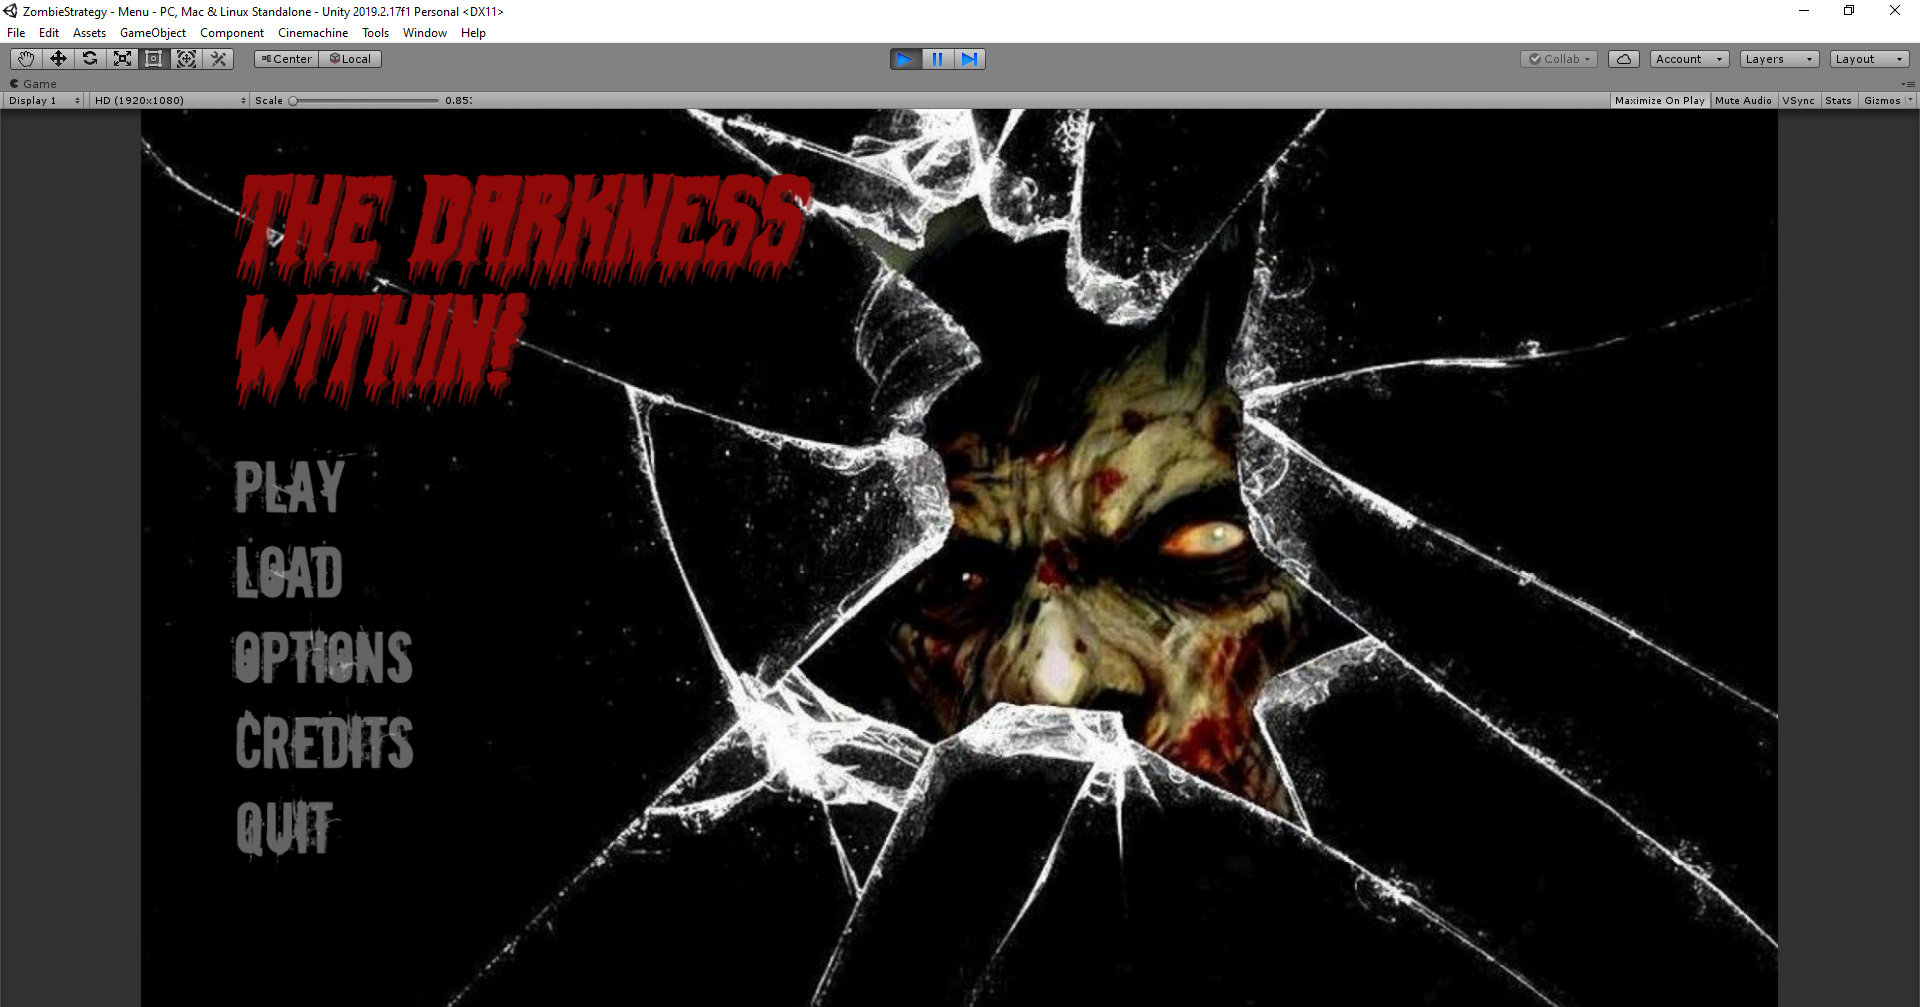 ZombieStrategy - Menu - PC, Mac & Linux Standalone - Unity 2019.2.17f1 Personal <DX11>
File Edit Assets GameObject Component Cinemachine Tools Window Help
Center Local Collab Account Layers Layout
Game
Display 1 HD (1920x1080) Scale 0.85 Maximize On Play Mute Audio VSync Stats Gizmos
THE DARKNESS
WITHIN!
PLAY
LOAD
OPTIONS
CREDITS
QUIT